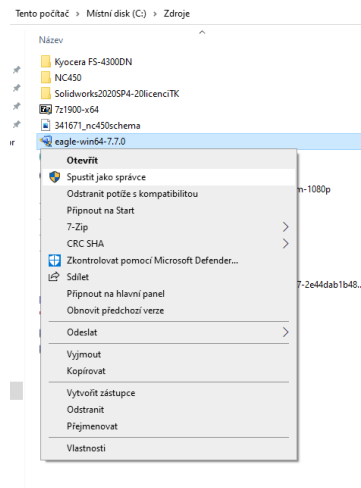 Tento počítač > Místní disk (C:) > Zdroje
Název
Kyocera FS-4300DN
NC450
Solidworks2020SP4-20licenciTK
7z1900-x64
341671_nc450schema
eagle-win64-7.7.0
Otevřít
Spustit jako správce
Odstranit potíže s kompatibilitou
m-1080p
Připnout na Start
7-Zip
CRC SHA
Zkontrolovat pomocí Microsoft Defender...
Sdílet
7-2e44dab1b48...
Připnout na hlavní panel
Obnovit předchozí verze
Odeslat
Vyjmout
Kopírovat
Vytvořit zástupce
Odstranit
Přejmenovat
Vlastnosti